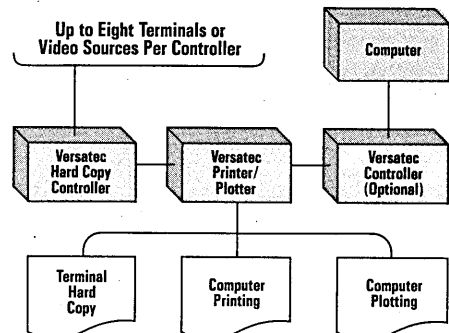 Up to Eight Terminals or
Video Sources Per Controller
Computer
Versatec
Hard Copy
Controller
Versatec
Printer/
Plotter
Versatec
Controller
(Optional)
Terminal
Hard
Copy
Computer
Printing
Computer
Plotting